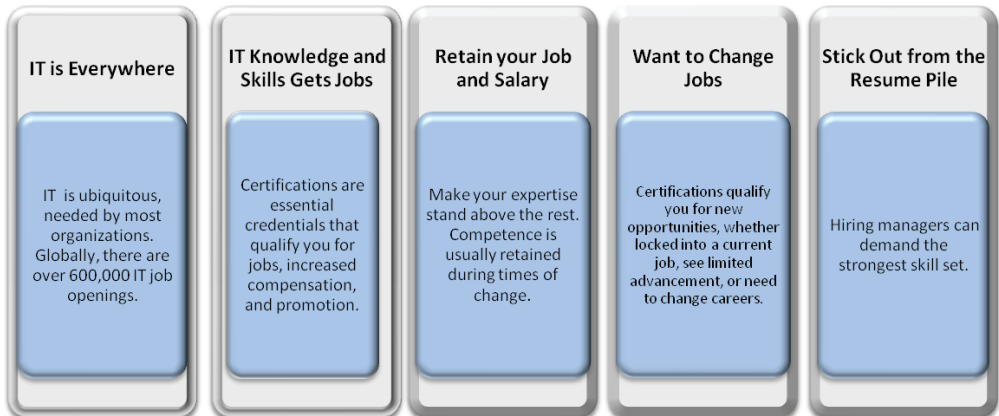 IT is Everywhere
IT is ubiquitous,
needed by most
organizations.
Globally, there are
over 600,000 IT job
openings.
IT Knowledge and
Skills Gets Jobs
Certifications are
essential
credentials that
qualify you for
jobs, increased
compensation,
and promotion.
Retain your Job
and Salary
Make your expertise
stand above the rest.
Competence is
usually retained
during times of
change.
Want to Change
Jobs
Certifications qualify
you for new
opportunities, whether
locked into a current
job, see limited
advancement, or need
to change careers.
Stick Out from the
Resume Pile
Hiring managers can
demand the
strongest skill set.